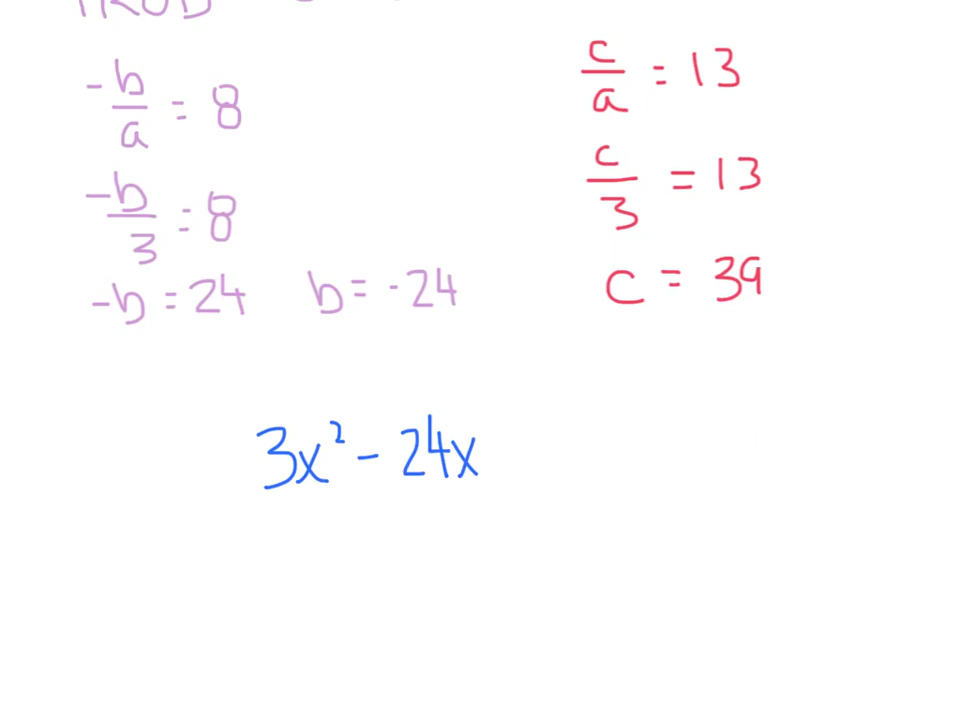 -b/a = 8
-b/3 = 8
-b = 24 b = -24
c/a = 13
c/3 = 13
c = 39
3x² - 24x